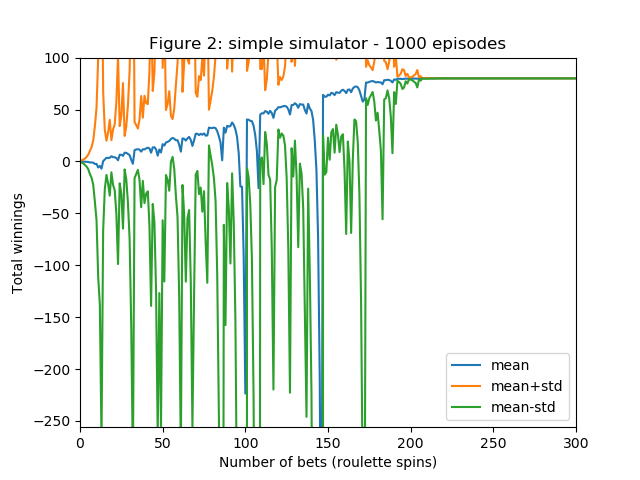 Figure 2: simple simulator - 1000 episodes
100
50
0
−50
−100
−150
−200
−250
Total winnings
0 50 100 150 200 250 300
Number of bets (roulette spins)
mean
mean+std
mean-std